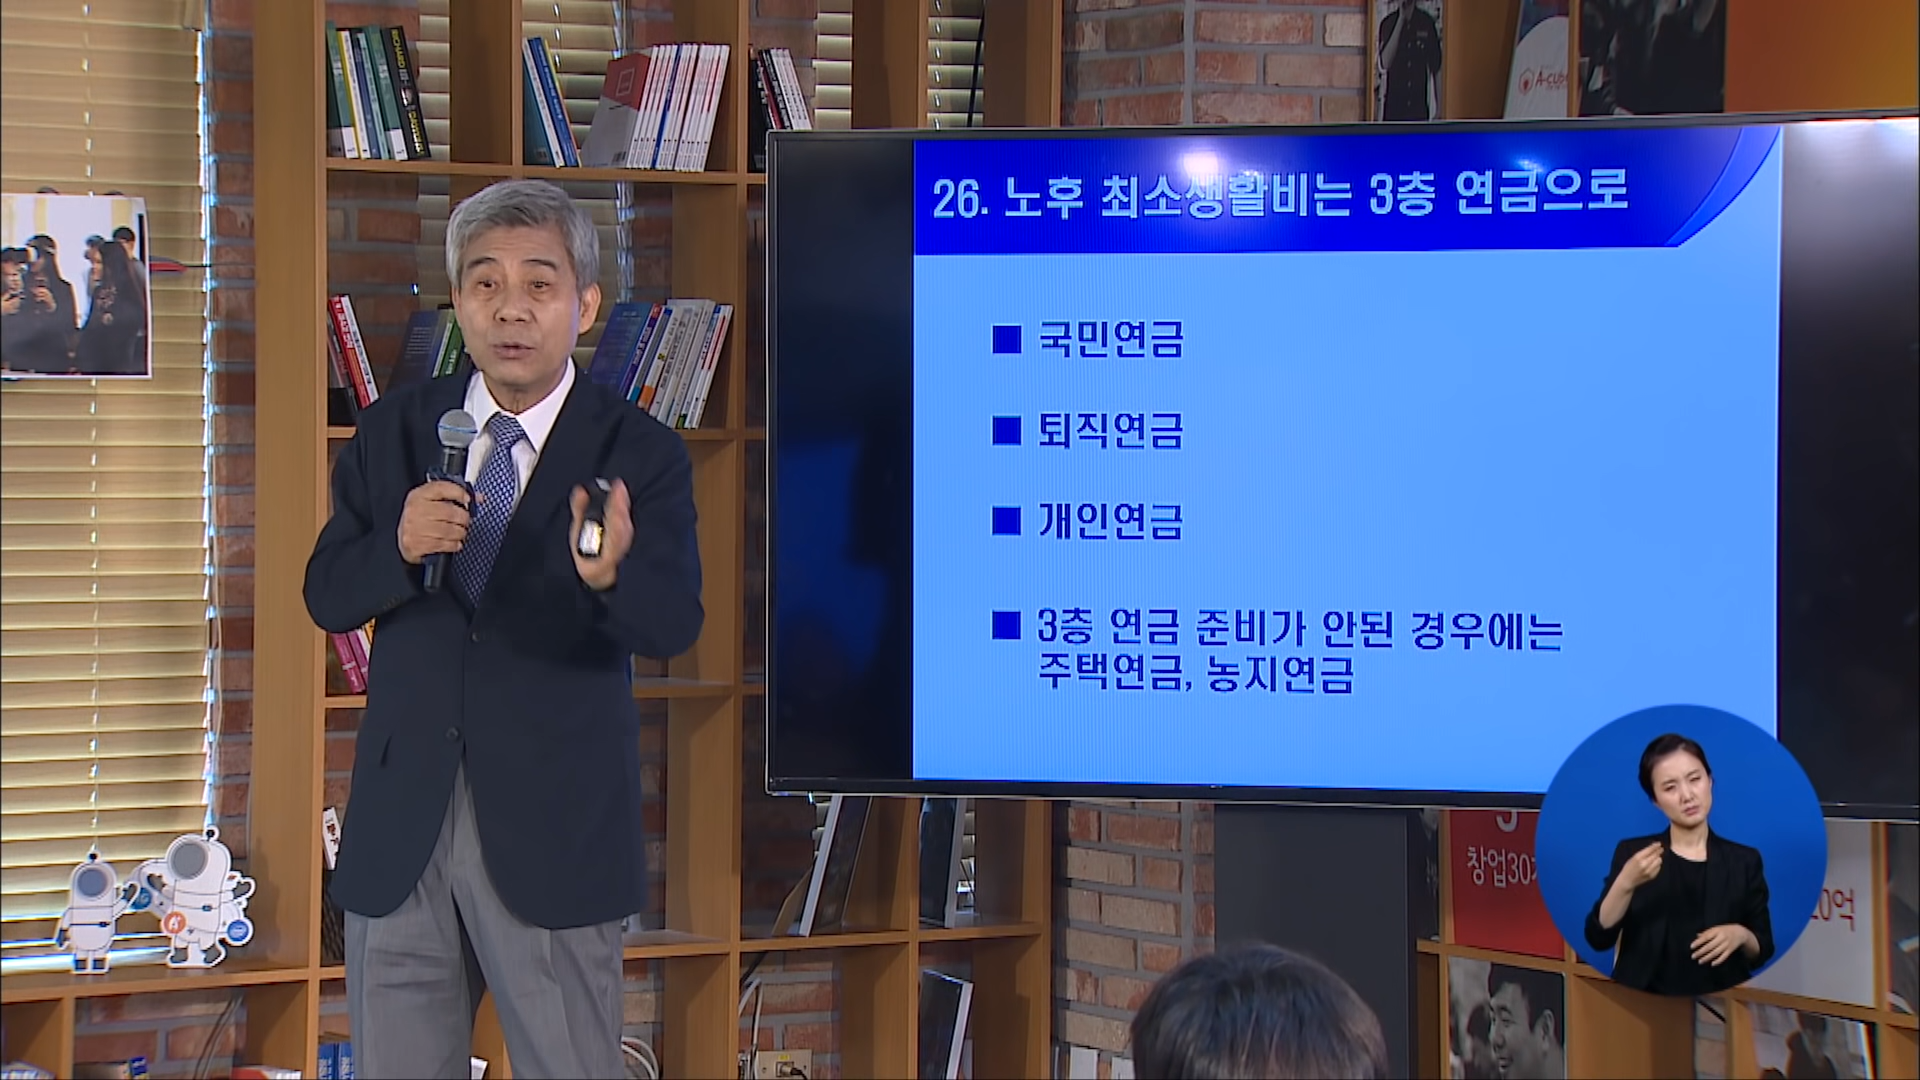 26. 노후 최소생활비는 3층 연금으로
■ 국민연금
■ 퇴직연금
■ 개인연금
■ 3층 연금 준비가 안된 경우에는
주택연금, 농지연금
창업30
0억